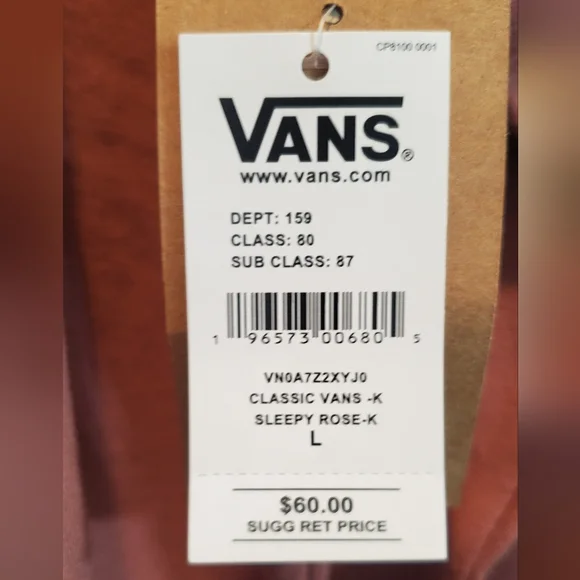 CP8100 0001
VANS®
www.vans.com
DEPT: 159
CLASS: 80
SUB CLASS: 87
1 96573 00680 5
VN0A7Z2XYJ0
CLASSIC VANS -K
SLEEPY ROSE-K
L
$60.00
SUGG RET PRICE